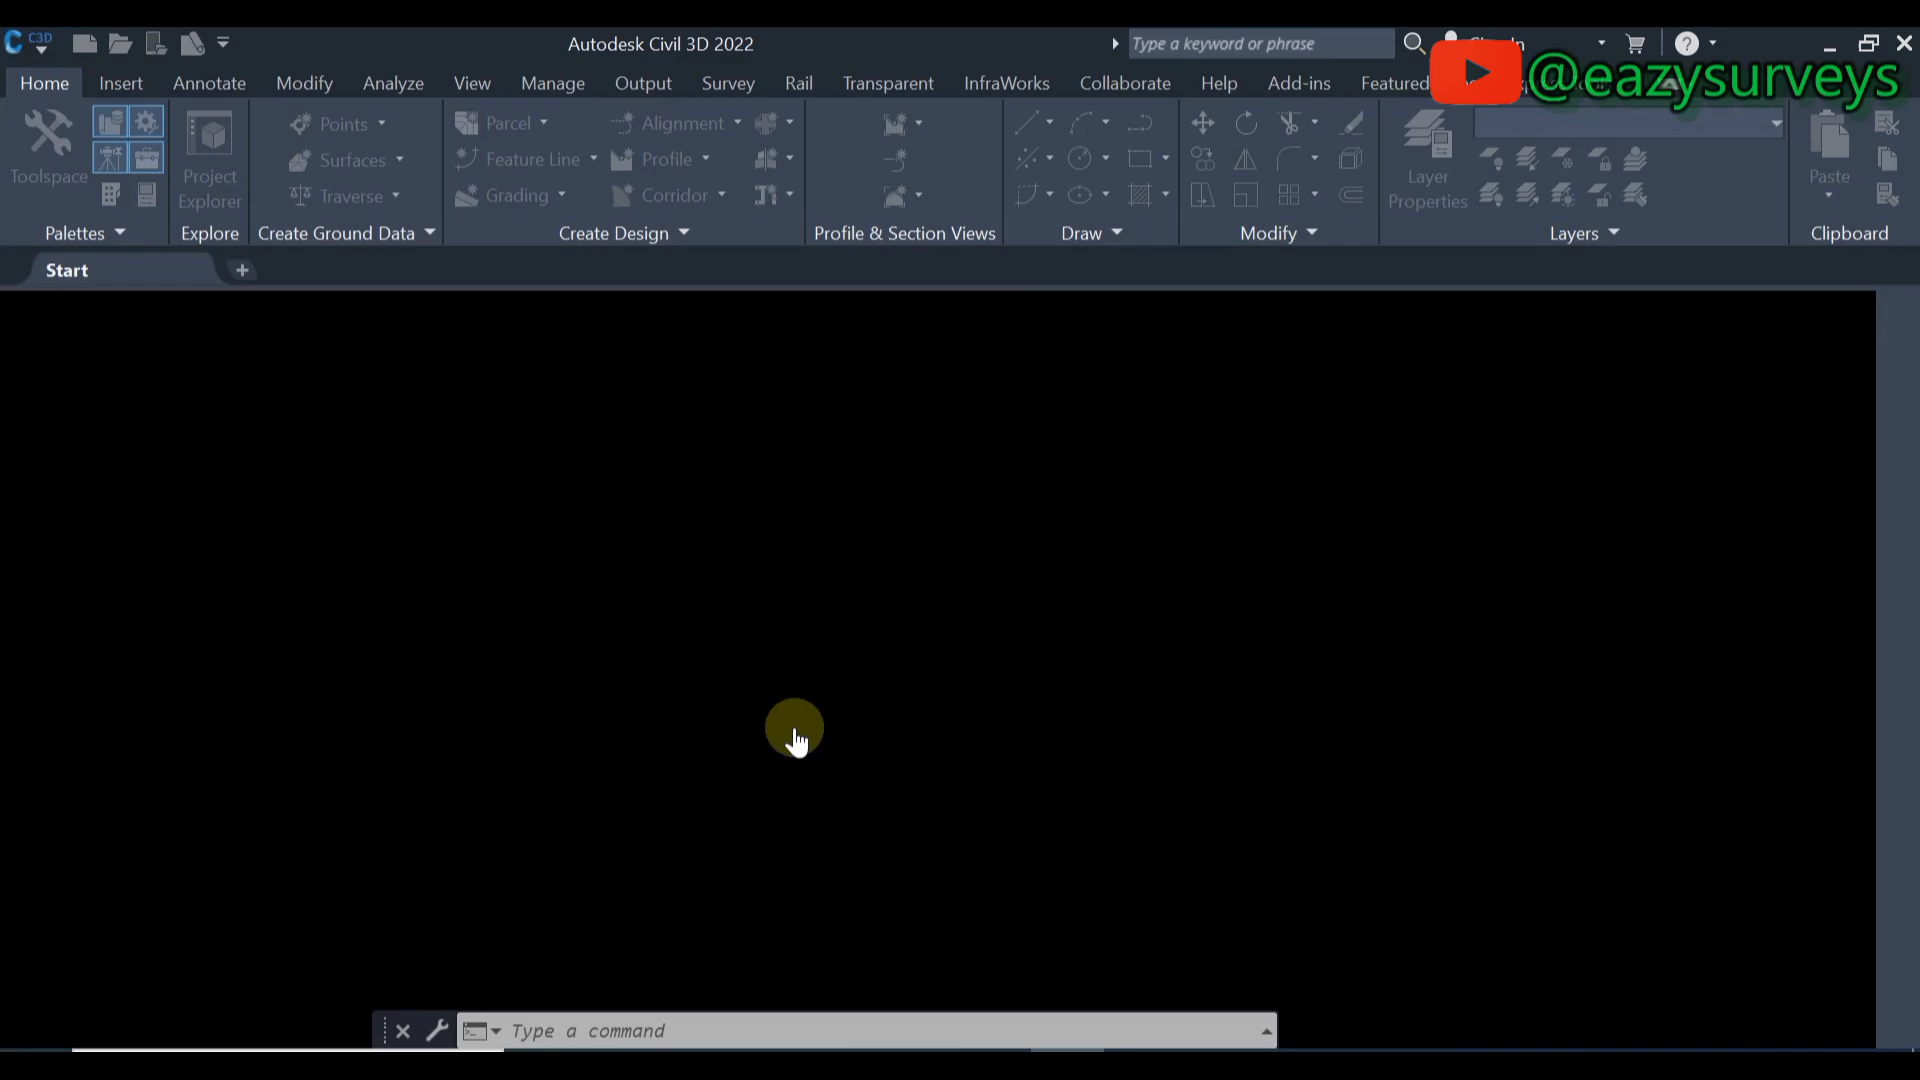 C3D
Autodesk Civil 3D 2022
Type a keyword or phrase
Home Insert Annotate Modify Analyze View Manage Output Survey Rail Transparent InfraWorks Collaborate Help Add-ins Featured
@eazysurveys
Toolspace
Palettes
Project
Explorer
Explore
Points
Surfaces
Traverse
Create Ground Data
Parcel
Feature Line
Grading
Alignment
Profile
Corridor
Create Design
Profile & Section Views
Draw
Modify
Layer
Properties
Layers
Paste
Clipboard
Start
Type a command